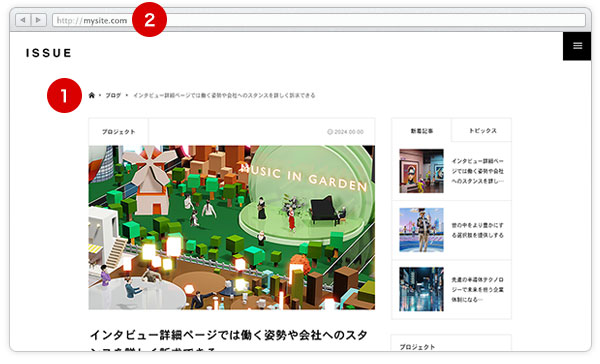 http://mysite.com
2
ISSUE
1
ブログ
インタビュー詳細ページでは働く姿勢や会社へのスタンスを詳しく訴求できる
プロジェクト
2024.00.00
新着記事
トピックス
MUSIC IN GARDEN
インタビュー詳細ペー
ジでは働く姿勢や会社
へのスタンスを詳し…
世の中をより豊かにす
る選択肢を提供しする
先進の半導体テクノロ
ジーで未来を担う企業
体制になる…
インタビュー詳細ページでは働く姿勢や会社へのスタ
ンスを詳しく訴求できる
プロジェクト